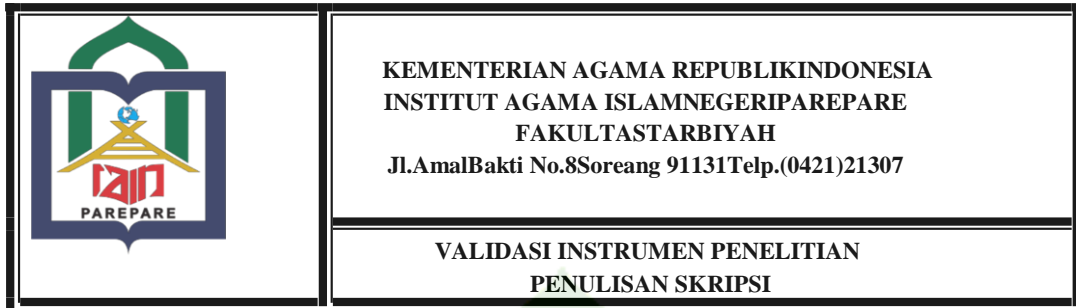 KEMENTERIAN AGAMA REPUBLIKINDONESIA
INSTITUT AGAMA ISLAMNEGERIPAREPARE
FAKULTASTARBIYAH
Jl.AmalBakti No.8Soreang 91131Telp.(0421)21307
iain
PAREPARE
VALIDASI INSTRUMEN PENELITIAN
PENULISAN SKRIPSI